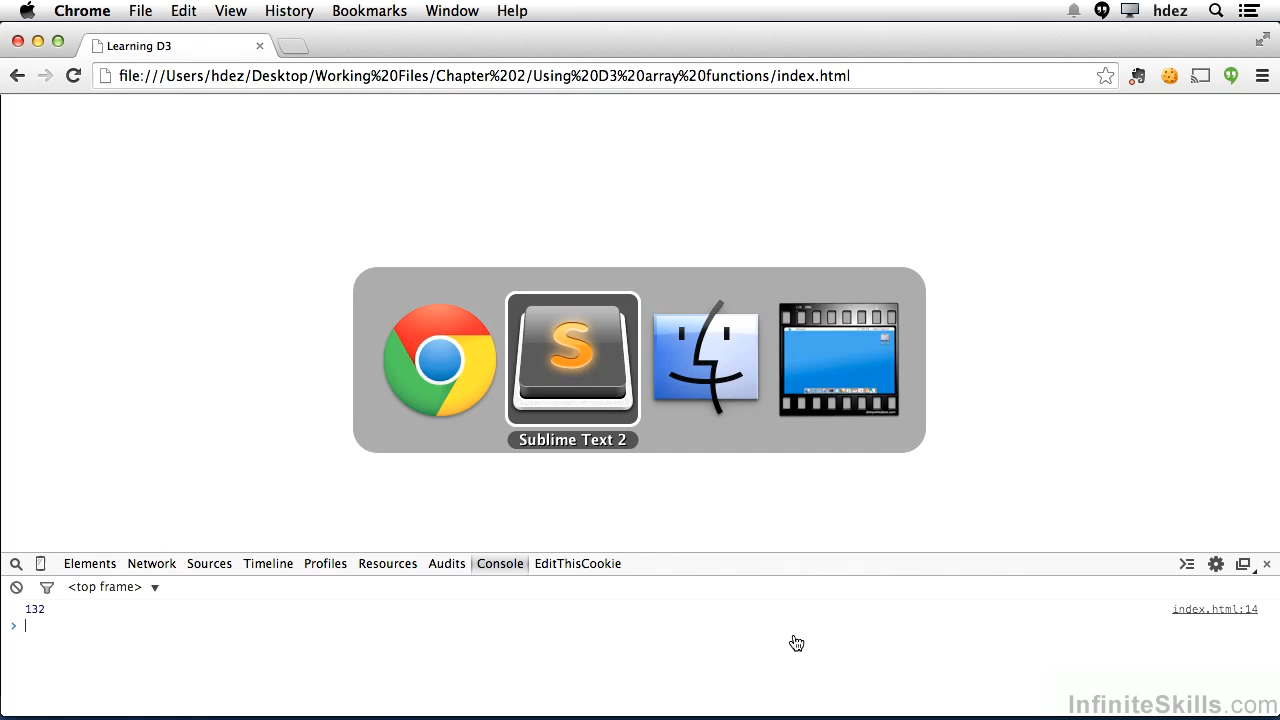 Chrome File Edit View History Bookmarks Window Help hdez
Learning D3
file:///Users/hdez/Desktop/Working%20Files/Chapter%202/Using%20D3%20array%20functions/index.html
S
Sublime Text 2
Elements Network Sources Timeline Profiles Resources Audits Console EditThisCookie
<top frame>
132 index.html:14
InfiniteSkills.com